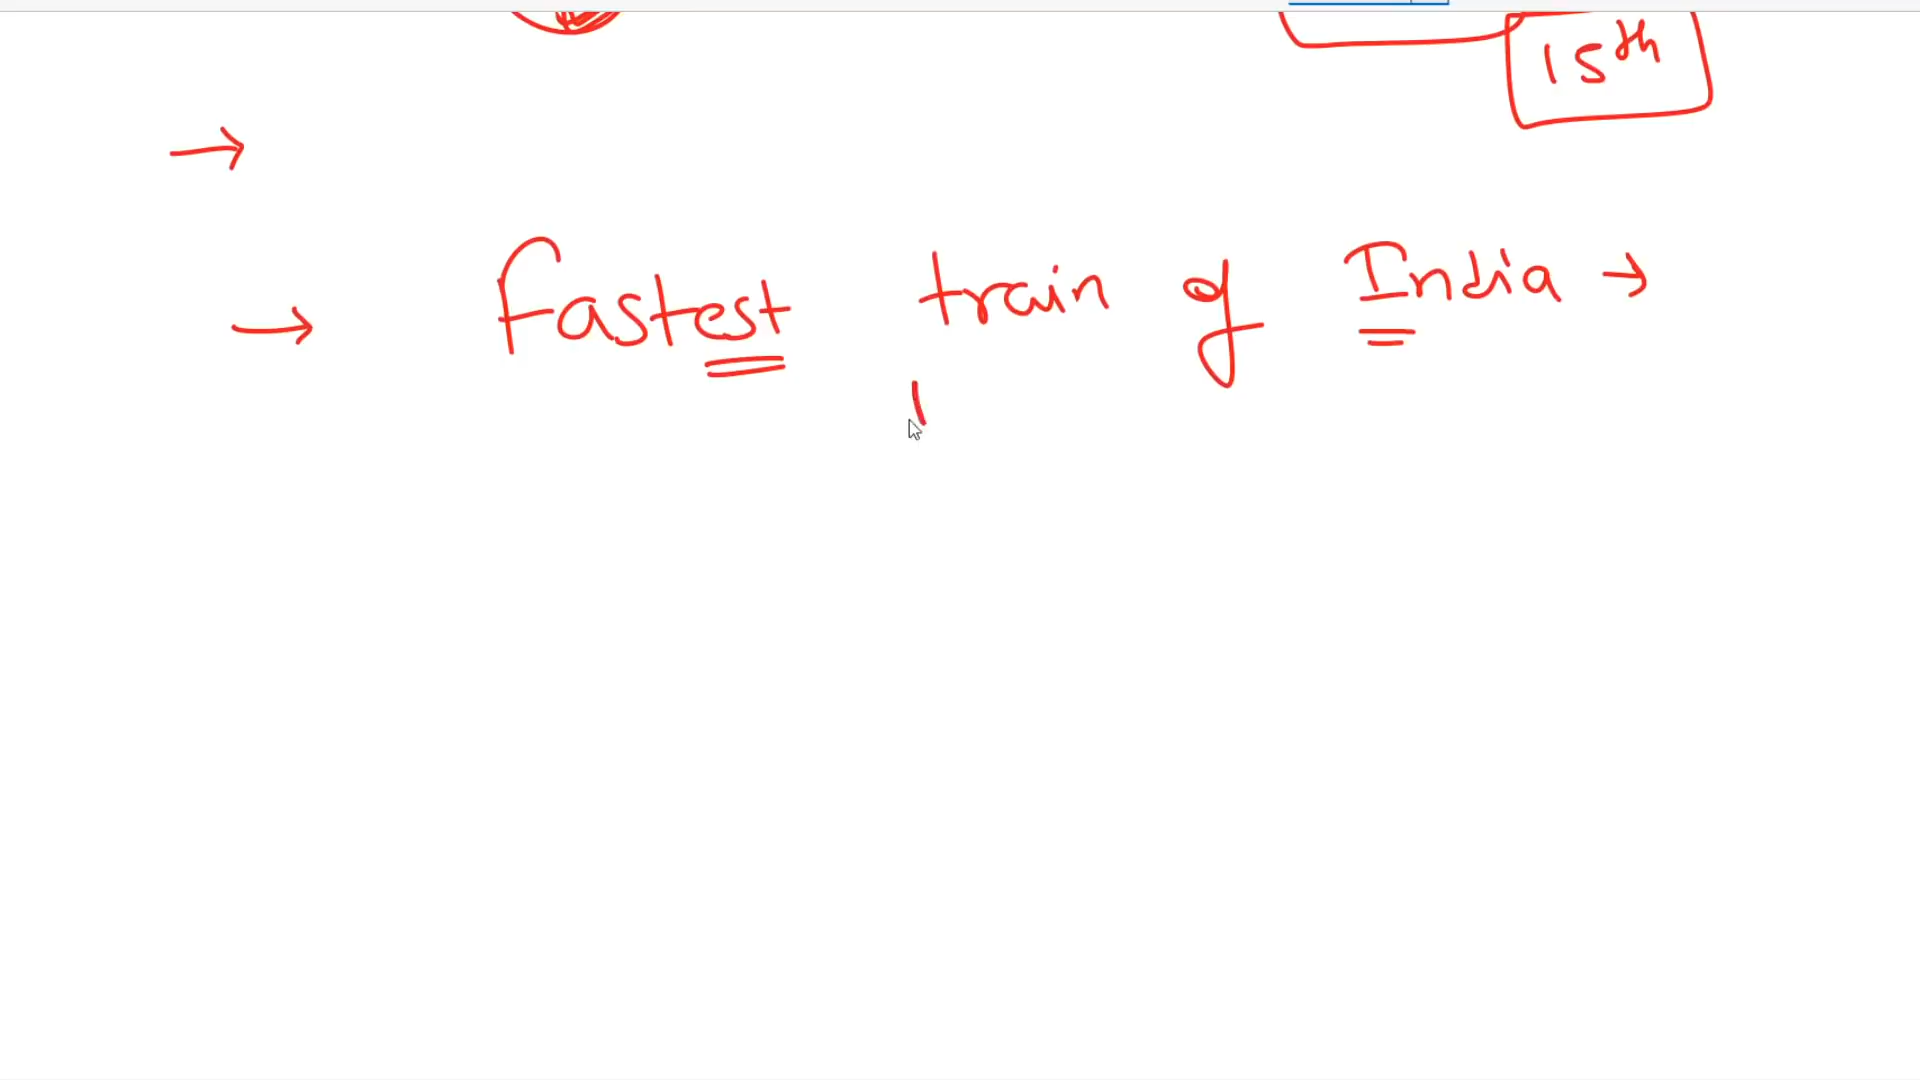 15th
→
→ Fastest train of India →